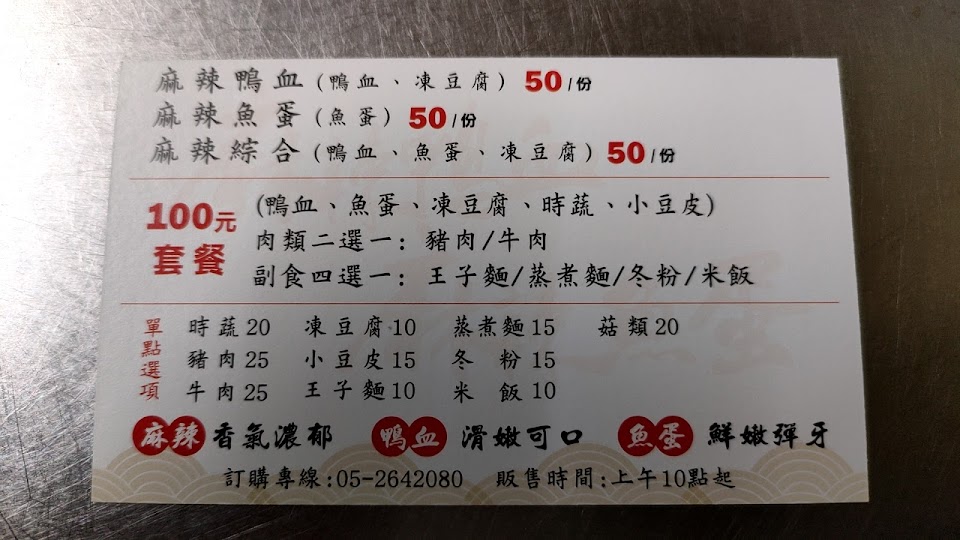 麻辣鴨血(鴨血、凍豆腐) 50/份
麻辣魚蛋(魚蛋) 50/份
麻辣綜合(鴨血、魚蛋、凍豆腐) 50/份
100元套餐
(鴨血、魚蛋、凍豆腐、時蔬、小豆皮)
肉類二選一: 豬肉/牛肉
副食四選一: 王子麵/蒸煮麵/冬粉/米飯
單點選項
時蔬20 凍豆腐10 蒸煮麵15 菇類20
豬肉25 小豆皮15 冬粉15
牛肉25 王子麵10 米飯10
麻辣 香氣濃郁 鴨血 滑嫩可口 魚蛋 鮮嫩彈牙
訂購專線:05-2642080 販售時間:上午10點起